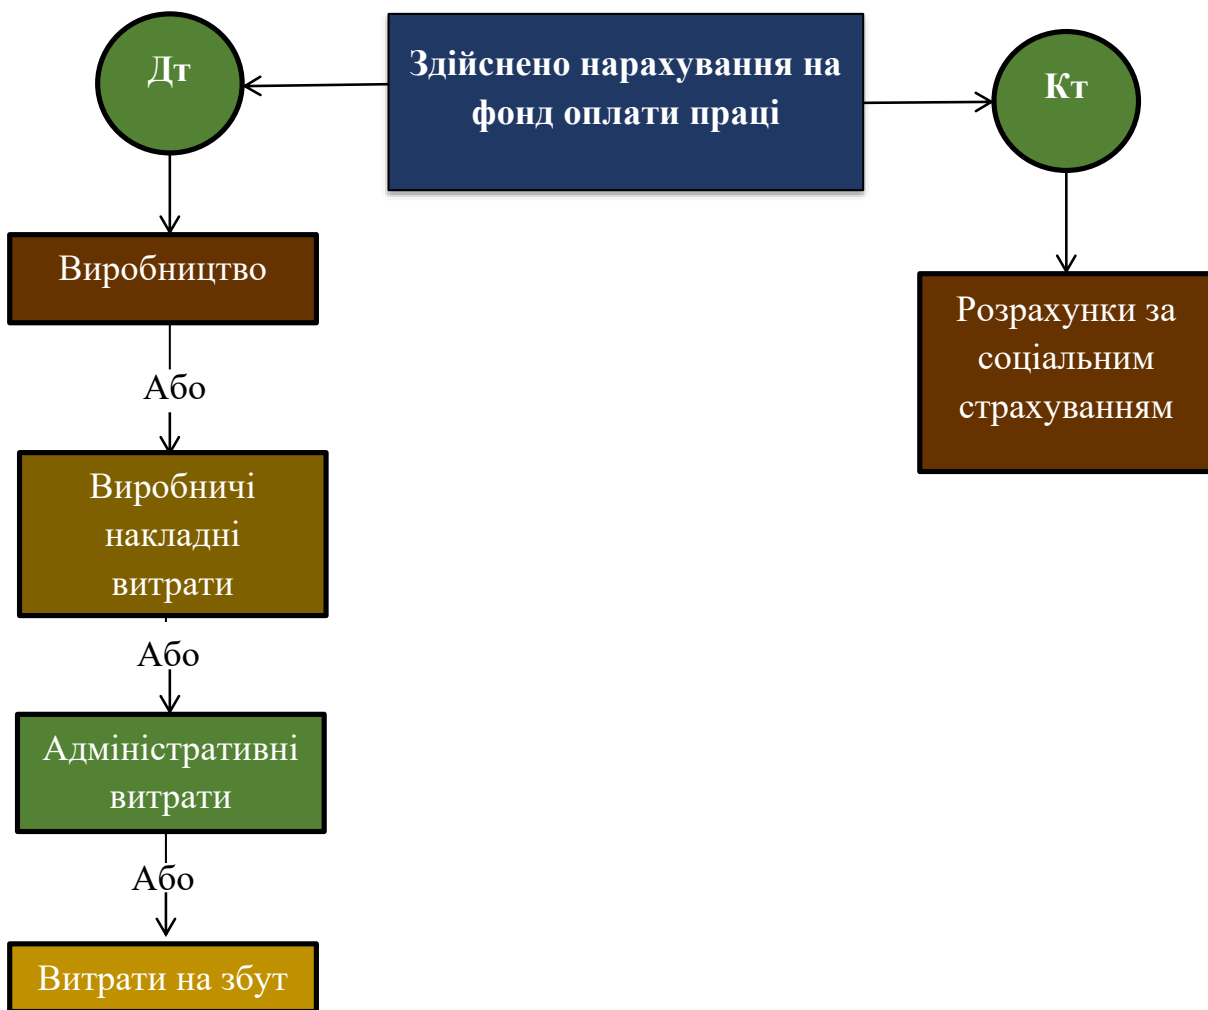 Дт
Здійснено нарахування на
фонд оплати праці
Кт
Виробництво
Або
Виробничі
накладні
витрати
Або
Адміністративні
витрати
Або
Витрати на збут
Розрахунки за
соціальним
страхуванням